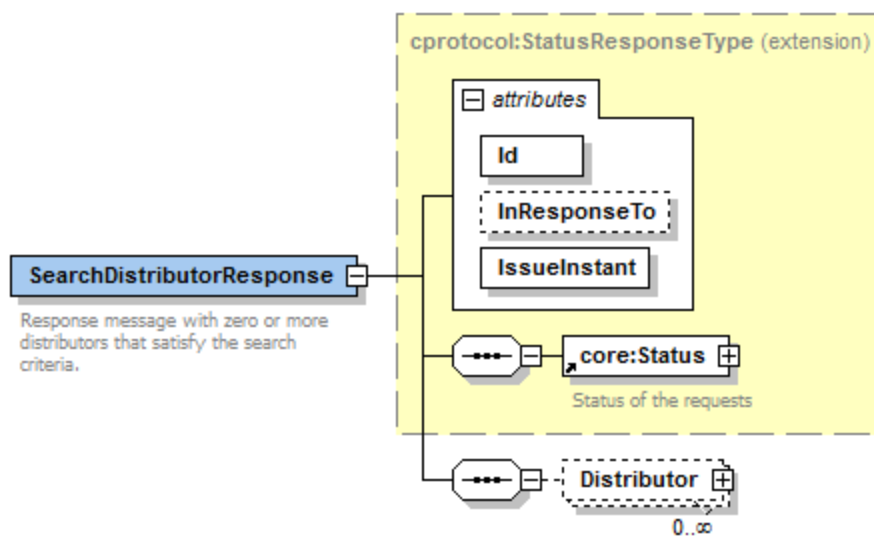 cprotocol:StatusResponseType (extension)
attributes
Id
InResponseTo
IssueInstant
SearchDistributorResponse
Response message with zero or more
distributors that satisfy the search
criteria.
core:Status
Status of the requests
Distributor
0..∞